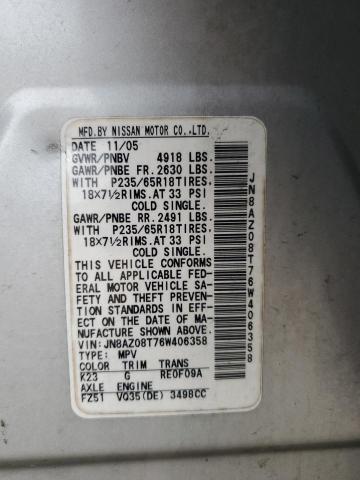 MFD.BY NISSAN MOTOR CO.,LTD.
DATE 11/05
GVWR/PNBV 4918 LBS.
GAWR/PNBE FR.2630 LBS.
WITH P235/65R18TIRES.
18X7½RIMS.AT 33 PSI
COLD SINGLE.
GAWR/PNBE RR.2491 LBS.
WITH P235/65R18TIRES.
18X7½RIMS.AT 33 PSI
COLD SINGLE.
THIS VEHICLE CONFORMS
TO ALL APPLICABLE FED-
ERAL MOTOR VEHICLE SA-
FETY AND THEFT PREVENTION
STANDARDS IN EFFECT ON
THE DATE OF MA-
NUFACTURE SHOWN ABOVE.
VIN:JN8AZ08T76W406358
TYPE: MPV
COLOR TRIM TRANS
K23 G RE0F09A
AXLE ENGINE
FZ51 VQ35(DE) 3498CC
JN8AZ08T76W406358